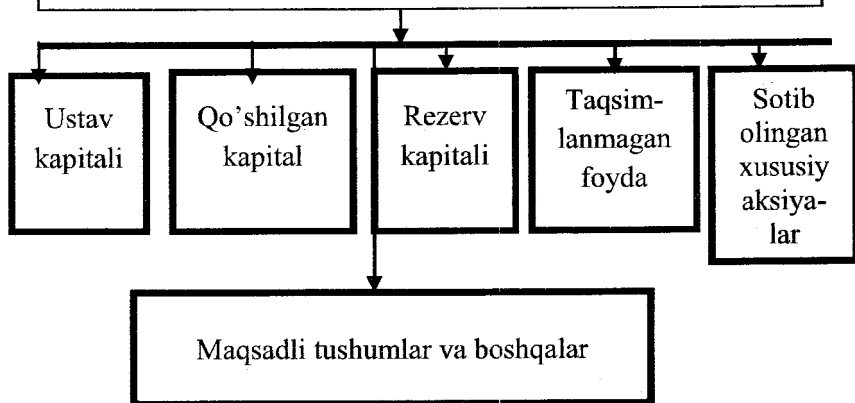 Ustav
kapitali
Qo’shilgan
kapital
Rezerv
kapitali
Taqsim-
lanmagan
foyda
Sotib
olingan
xususiy
aksiya-
lar
Maqsadli tushumlar va boshqalar